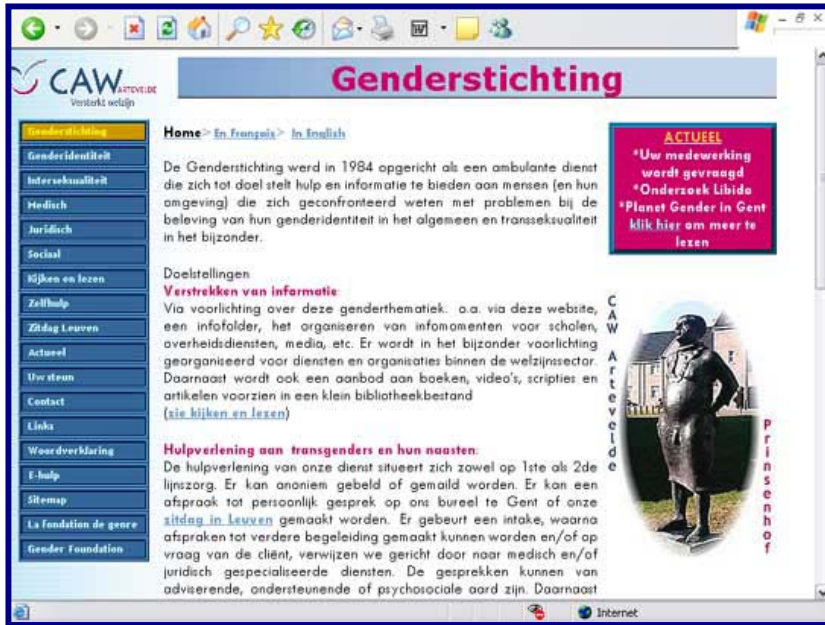 CAW ARTEVELDE
Versterkt welzijn
Genderstichting
Genderstichting
Genderidentiteit
Interseksualiteit
Medisch
Juridisch
Sociaal
Kijken en lezen
Zelfhulp
Zitdag Leuven
Actueel
Uw steun
Contact
Links
Woordverklaring
E-hulp
Sitemap
La fondation de genre
Gender Foundation
Home> En Français> In English
De Genderstichting werd in 1984 opgericht als een ambulante dienst
die zich tot doel stelt hulp en informatie te bieden aan mensen (en hun
omgeving) die zich geconfronteerd weten met problemen bij de
beleving van hun genderidentiteit in het algemeen en transseksualiteit
in het bijzonder.
Doelstellingen
Verstrekken van informatie:
Via voorlichting over deze genderthematiek. o.a. via deze website,
een infofolder, het organiseren van infomomenten voor scholen,
overheidsdiensten, media, etc. Er wordt in het bijzonder voorlichting
georganiseerd voor diensten en organisaties binnen de welzijnssector.
Daarnaast wordt ook een aanbod aan boeken, video's, scripties en
artikelen voorzien in een klein bibliotheekbestand
(zie kijken en lezen)
Hulpverlening aan transgenders en hun naasten:
De hulpverlening van onze dienst situeert zich zowel op 1ste als 2de
lijnszorg. Er kan anoniem gebeld of gemaild worden. Er kan een
afspraak tot persoonlijk gesprek op ons bureel te Gent of onze
zitdag in Leuven gemaakt worden. Er gebeurt een intake, waarna
afspraken tot verdere begeleiding gemaakt kunnen worden en/of op
vraag van de cliënt, verwijzen we gericht door naar medisch en/of
juridisch gespecialiseerde diensten. De gesprekken kunnen van
adviserende, ondersteunende of psychosociale aard zijn. Daarnaast
ACTUEEL
*Uw medewerking
wordt gevraagd
*Onderzoek Libido
*Planet Gender in Gent
klik hier om meer te
lezen
CAW Artevelde
Prinsenhof
Internet